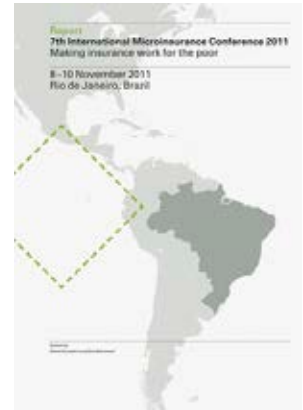 Report
7th International Microinsurance Conference 2011
Making insurance work for the poor
8–10 November 2011
Rio de Janeiro, Brazil